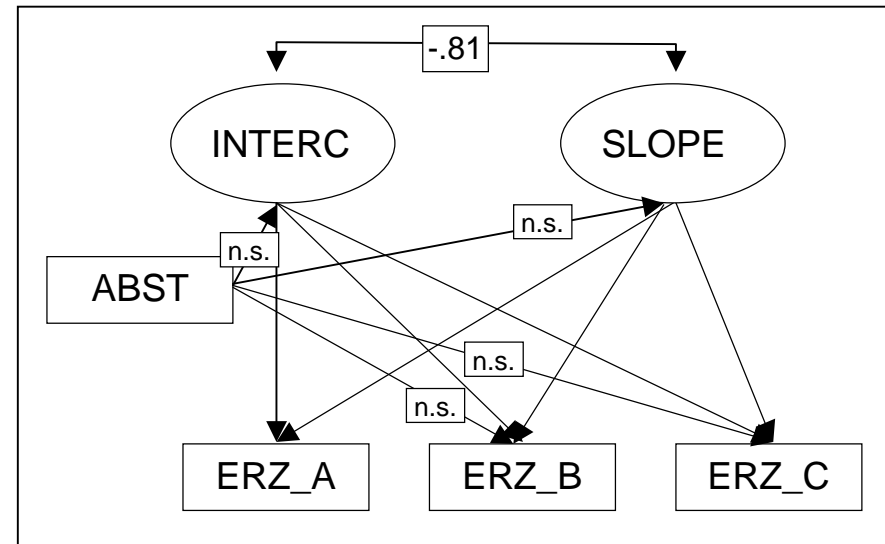 -.81
INTERC
SLOPE
n.s.
n.s.
ABST
n.s.
n.s.
ERZ_A
ERZ_B
ERZ_C